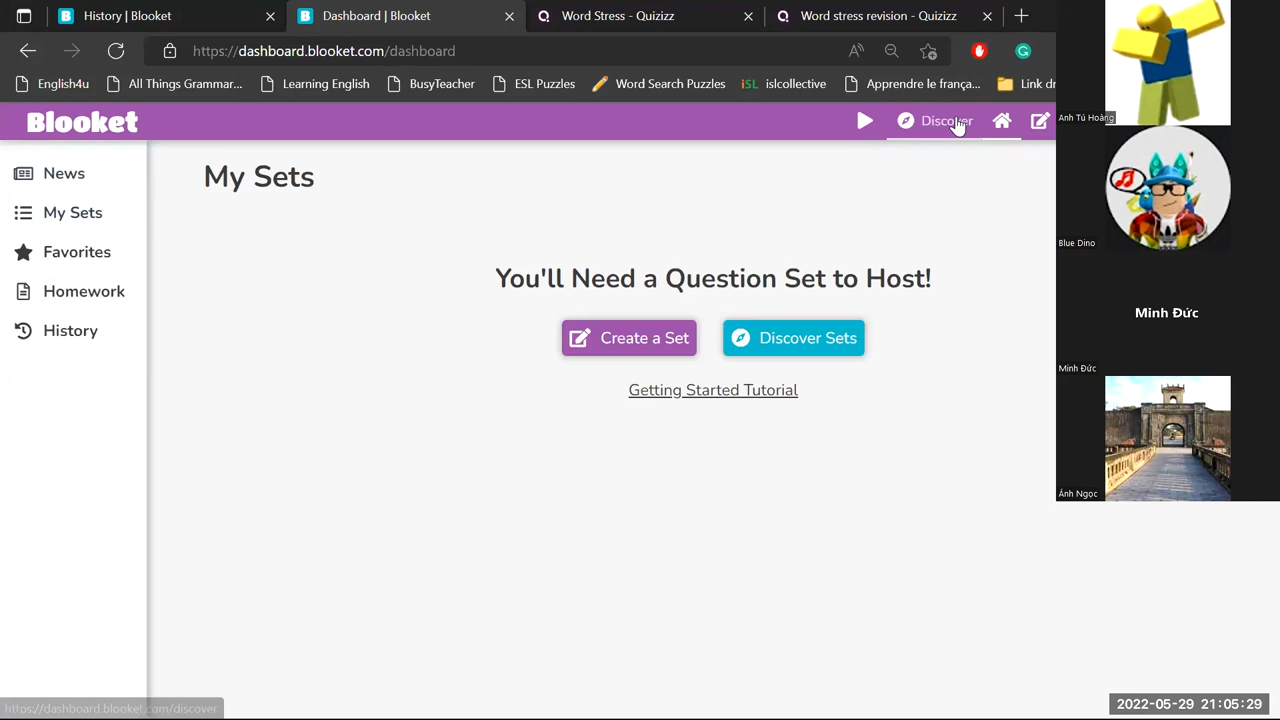 History | Blooket
Dashboard | Blooket
Word Stress - Quizizz
Word stress revision - Quizizz
https://dashboard.blooket.com/dashboard
English4u
All Things Grammar...
Learning English
ESL Puzzles
Word Search Puzzles
iSL
islcollective
Apprendre le frança...
Blooket
Discover
News
My Sets
Favorites
Homework
History
My Sets
You'll Need a Question Set to Host!
Create a Set
Discover Sets
Getting Started Tutorial
https://dashboard.blooket.com/discover
Anh Tú Hoàng
Blue Dino
Minh Đức
Minh Đức
Ánh Ngọc
2022-05-29 21:05:29